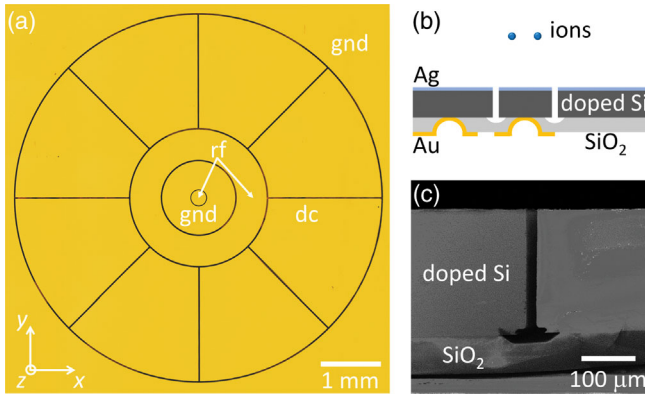 (a)
gnd
rf
gnd
dc
y
z
x
1 mm
(b)
ions
Ag
doped Si
Au
SiO₂
(c)
doped Si
SiO₂
100 μm